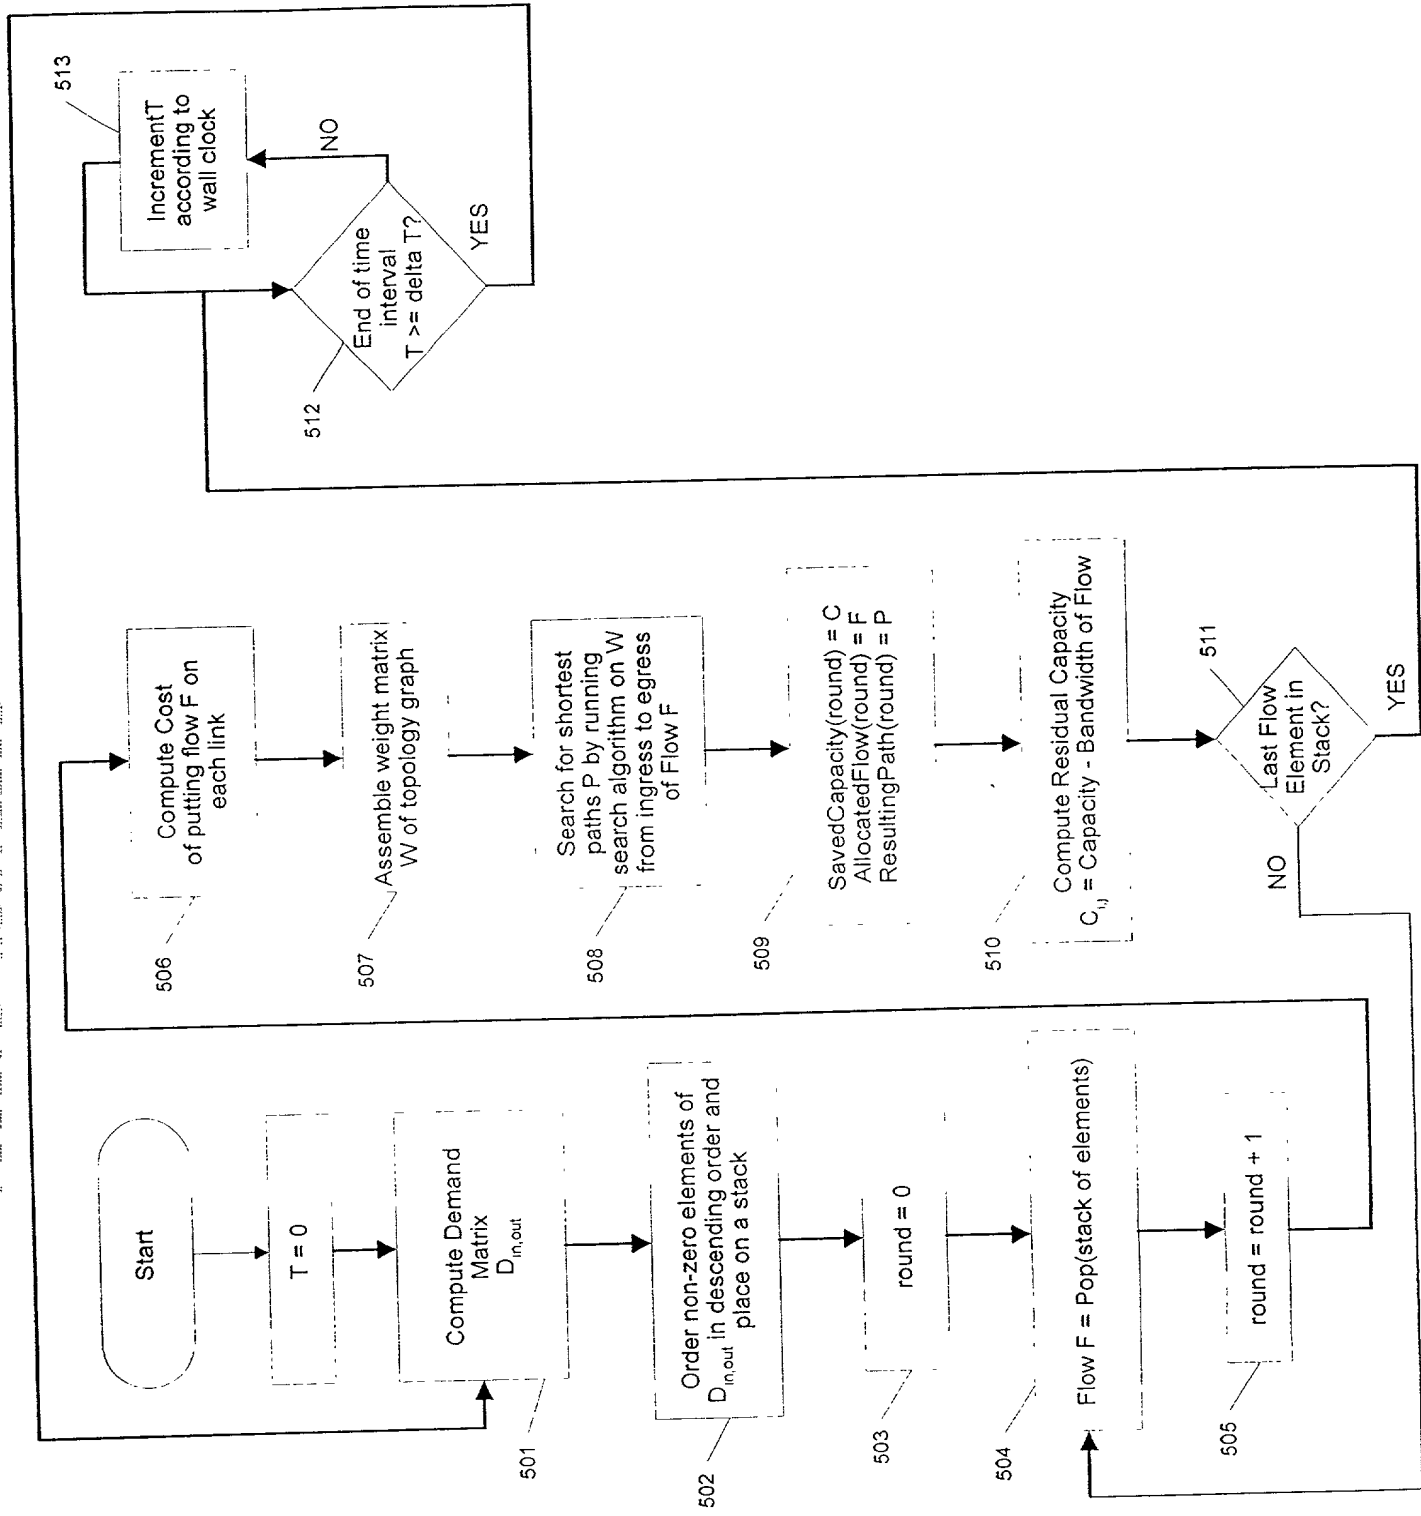 Start
T = 0
Compute Demand
Matrix
D in,out
501
Order non-zero elements of
D in,out in descending order and
place on a stack
502
round = 0
503
Flow F = Pop(stack of elements)
504
round = round + 1
505
Compute Cost
of putting flow F on
each link
506
Assemble weight matrix
W of topology graph
507
Search for shortest
paths P by running
search algorithm on W
from ingress to egress
of Flow F
508
SavedCapacity(round) = C
AllocatedFlow(round) = F
ResultingPath(round) = P
509
Compute Residual Capacity
C i,j = Capacity - Bandwidth of Flow
510
Last Flow
Element in
Stack?
511
NO
YES
End of time
interval
T >= delta T?
512
NO
YES
IncrementT
according to
wall clock
513